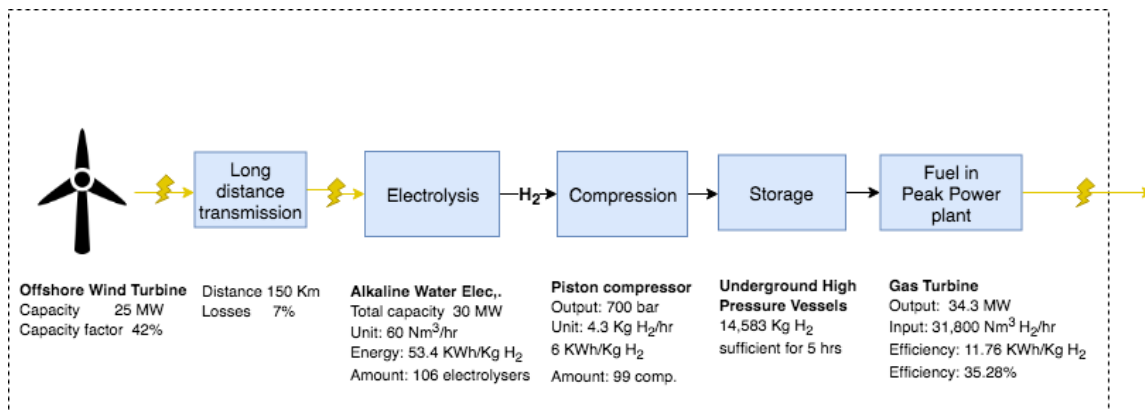 Long
distance
transmission
Electrolysis
H₂
Compression
Storage
Fuel in
Peak Power
plant
Offshore Wind Turbine
Capacity 25 MW
Capacity factor 42%
Distance 150 Km
Losses 7%
Alkaline Water Elec,.
Total capacity 30 MW
Unit: 60 Nm³/hr
Energy: 53.4 KWh/Kg H₂
Amount: 106 electrolysers
Piston compressor
Output: 700 bar
Unit: 4.3 Kg H₂/hr
6 KWh/Kg H₂
Amount: 99 comp.
Underground High
Pressure Vessels
14,583 Kg H₂
sufficient for 5 hrs
Gas Turbine
Output: 34.3 MW
Input: 31,800 Nm³ H₂/hr
Efficiency: 11.76 KWh/Kg H₂
Efficiency: 35.28%